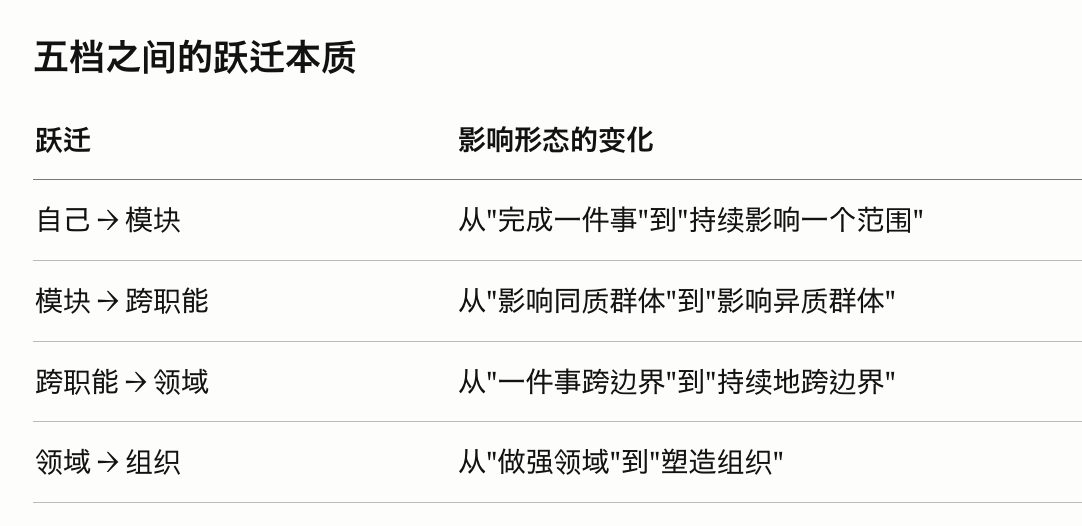 五档之间的跃迁本质
跃迁 影响形态的变化
自己 → 模块 从"完成一件事"到"持续影响一个范围"
模块 → 跨职能 从"影响同质群体"到"影响异质群体"
跨职能 → 领域 从"一件事跨边界"到"持续地跨边界"
领域 → 组织 从"做强领域"到"塑造组织"